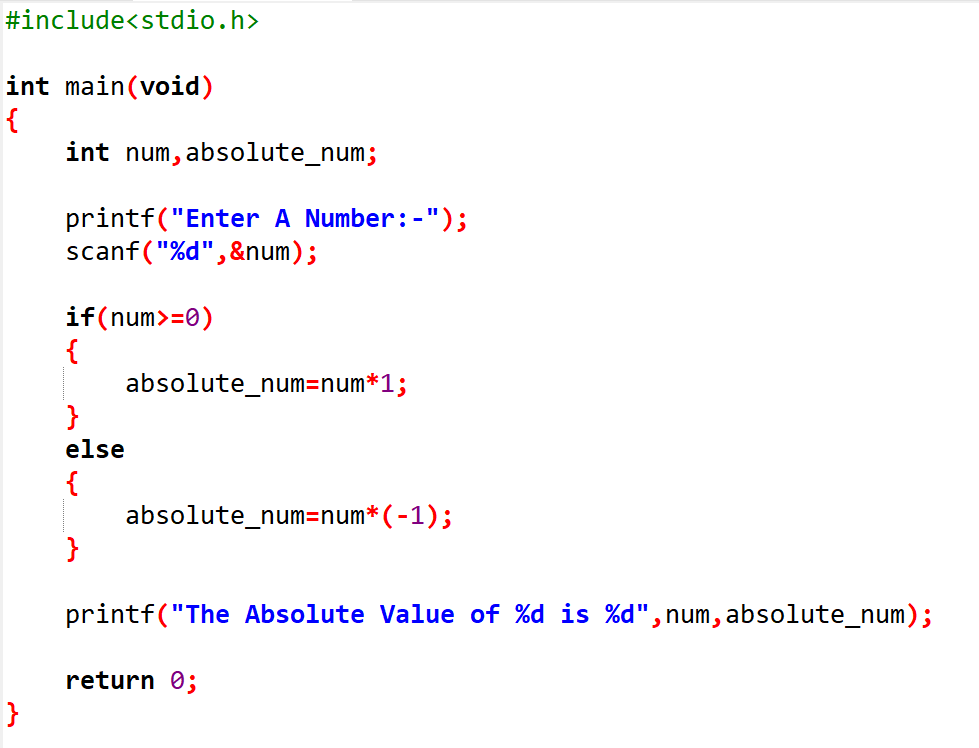 #include<stdio.h>
int main(void)
{
int num,absolute_num;
printf("Enter A Number:-");
scanf("%d",&num);
if(num>=0)
{
absolute_num=num*1;
}
else
{
absolute_num=num*(-1);
}
printf("The Absolute Value of %d is %d",num,absolute_num);
return 0;
}